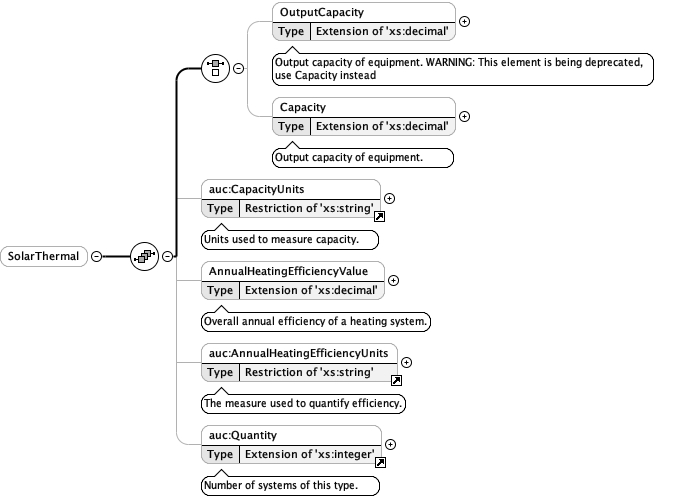 OutputCapacity
Type Extension of 'xs:decimal'
Output capacity of equipment. WARNING: This element is being deprecated,
use Capacity instead
Capacity
Type Extension of 'xs:decimal'
Output capacity of equipment.
auc:CapacityUnits
Type Restriction of 'xs:string'
Units used to measure capacity.
SolarThermal
AnnualHeatingEfficiencyValue
Type Extension of 'xs:decimal'
Overall annual efficiency of a heating system.
auc:AnnualHeatingEfficiencyUnits
Type Restriction of 'xs:string'
The measure used to quantify efficiency.
auc:Quantity
Type Extension of 'xs:integer'
Number of systems of this type.